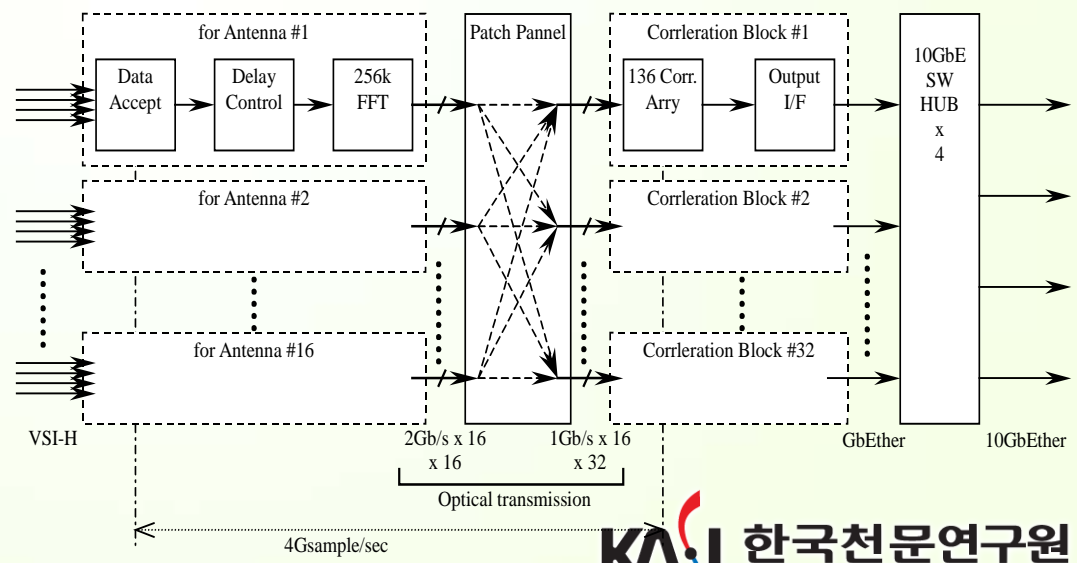 for Antenna #1
Data
Accept
Delay
Control
256k
FFT
Patch Pannel
Corrleration Block #1
136 Corr.
Arry
Output
I/F
10GbE
SW
HUB
x
4
for Antenna #2
Corrleration Block #2
for Antenna #16
Corrleration Block #32
VSI-H
2Gb/s x 16
x 16
1Gb/s x 16
x 32
GbEther
10GbEther
Optical transmission
4Gsample/sec
KASI 한국천문연구원